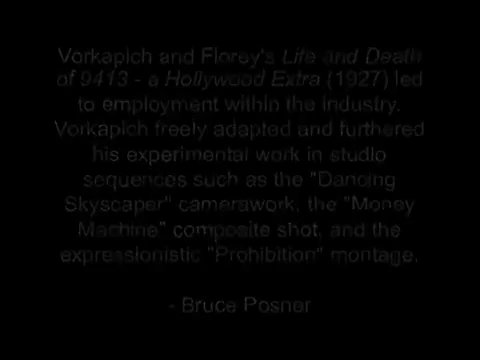 Vorkapich and Florey's Life and Death
of 9413 - a Hollywood Extra (1927) led
to employment within the industry.
Vorkapich freely adapted and furthered
his experimental work in studio
sequences such as the "Dancing
Skyscaper" camerawork, the "Money
Machine" composite shot, and the
expressionistic "Prohibition" montage.
- Bruce Posner